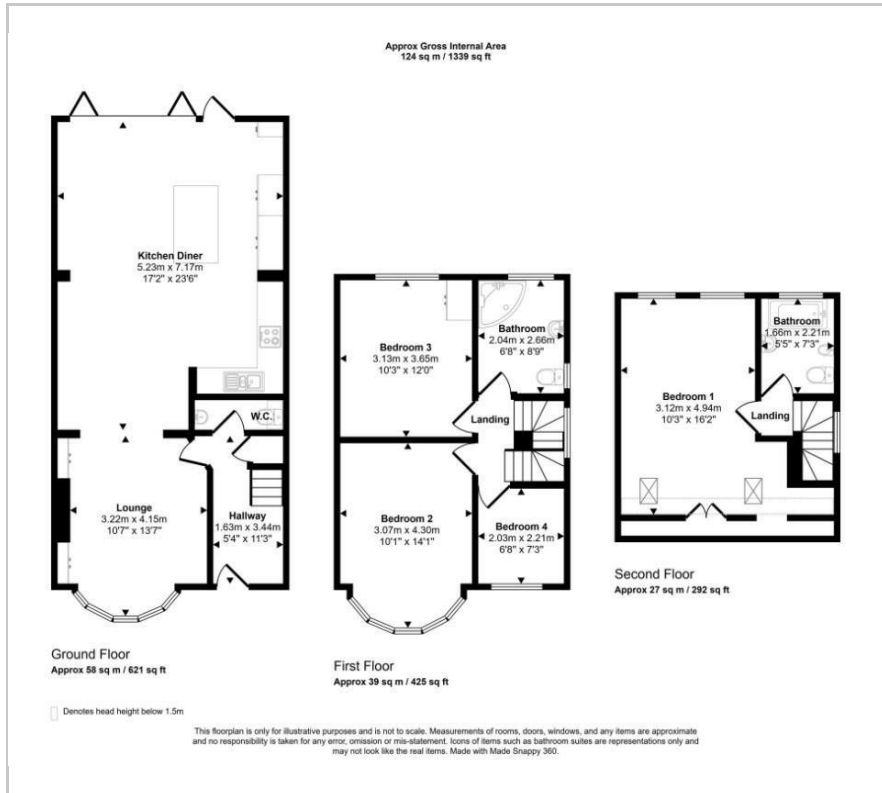 Approx Gross Internal Area
124 sq m / 1339 sq ft
Kitchen Diner
5.23m x 7.17m
17'2" x 23'6"
W.C.
Lounge
3.22m x 4.15m
10'7" x 13'7"
Hallway
1.63m x 3.44m
5'4" x 11'3"
Ground Floor
Approx 58 sq m / 621 sq ft
Bedroom 3
3.13m x 3.65m
10'3" x 12'0"
Bathroom
2.04m x 2.66m
6'8" x 8'9"
Landing
Bedroom 2
3.07m x 4.30m
10'1" x 14'1"
Bedroom 4
2.03m x 2.21m
6'8" x 7'3"
First Floor
Approx 39 sq m / 425 sq ft
Bathroom
1.66m x 2.21m
5'5" x 7'3"
Bedroom 1
3.12m x 4.94m
10'3" x 16'2"
Landing
Second Floor
Approx 27 sq m / 292 sq ft
Denotes head height below 1.5m
This floorplan is only for illustrative purposes and is not to scale. Measurements of rooms, doors, windows, and any items are approximate
and no responsibility is taken for any error, omission or mis-statement. Icons of items such as bathroom suites are representations only and
may not look like the real items. Made with Made Snappy 360.